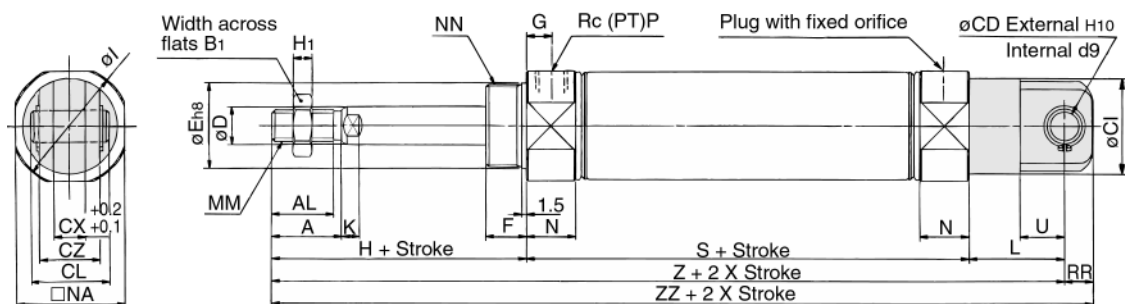 Width across
flats B1
H1
NN
G
Rc (PT)P
Plug with fixed orifice
øCD External H10
Internal d9
øI
øEh8
øD
øCI
MM
AL
A
K
F
1.5
N
N
U
L
CX +0.2
+0.1
CZ
CL
□NA
H + Stroke
S + Stroke
Z + 2 X Stroke
RR
ZZ + 2 X Stroke